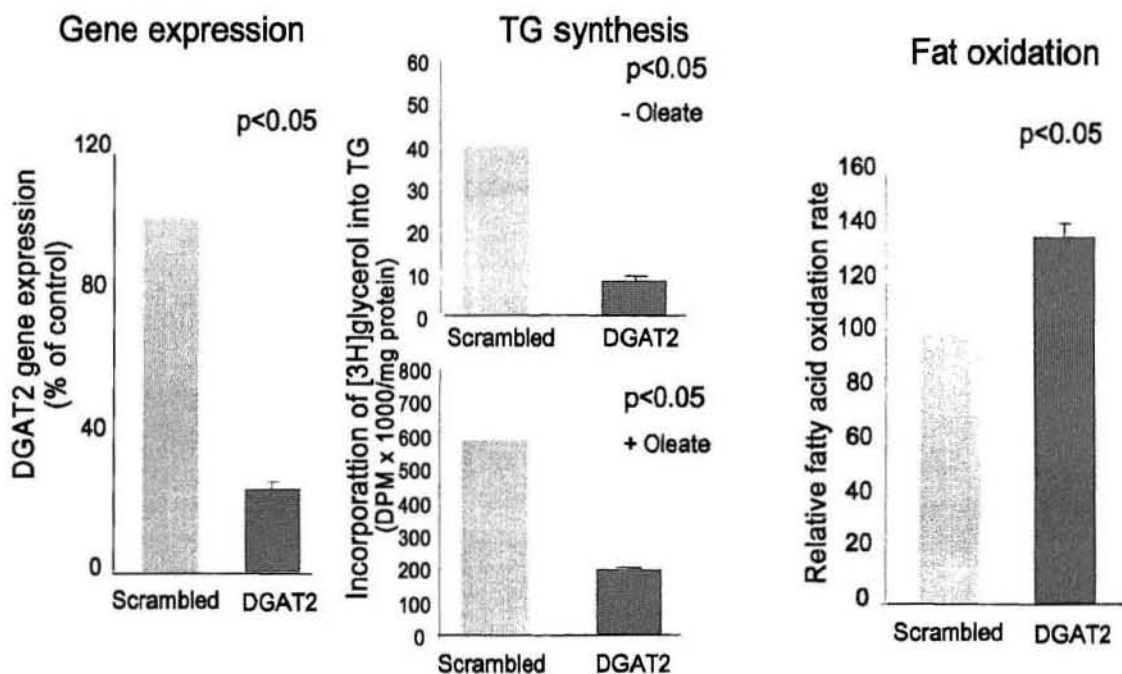 Gene expression
p<0.05
DGAT2 gene expression
(% of control)
120
80
40
0
Scrambled DGAT2
TG synthesis
Incorporattion of [3H]glycerol into TG
(DPM x 1000/mg protein)
p<0.05
- Oleate
60
50
40
30
20
10
0
Scrambled DGAT2
p<0.05
+ Oleate
800
700
600
500
400
300
200
100
0
Scrambled DGAT2
Fat oxidation
p<0.05
Relative fatty acid oxidation rate
160
140
120
100
80
60
40
20
0
Scrambled DGAT2